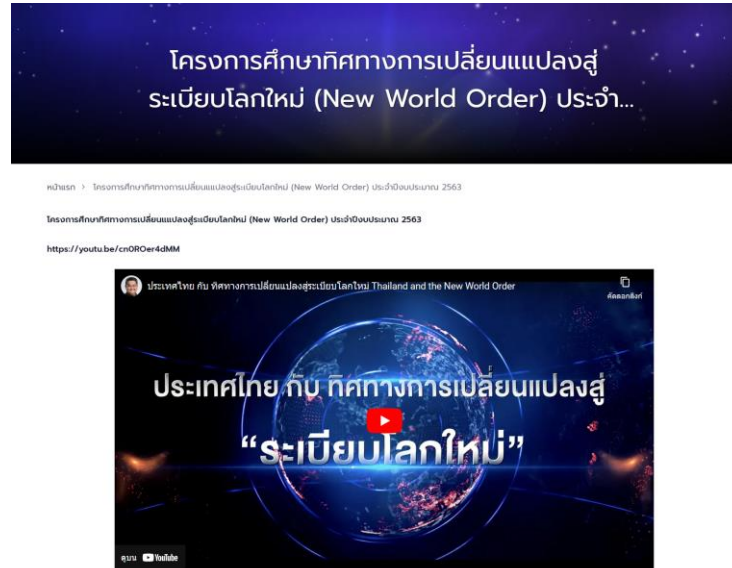 โครงการศึกษาทิศทางการเปลี่ยนแแปลงสู่
ระเบียบโลกใหม่ (New World Order) ประจำ...
หน้าแรก > โครงการศึกษาทิศทางการเปลี่ยนแแปลงสู่ระเบียบโลกใหม่ (New World Order) ประจำปีงบประมาณ 2563
โครงการศึกษาทิศทางการเปลี่ยนแแปลงสู่ระเบียบโลกใหม่ (New World Order) ประจำปีงบประมาณ 2563
https://youtu.be/cn0ROer4dMM
ประเทศไทย กับ ทิศทางการเปลี่ยนแปลงสู่ระเบียบโลกใหม่ Thailand and the New World Order
คัดลอกลิงก์
ประเทศไทย กับ ทิศทางการเปลี่ยนแปลงสู่
“ระเบียบโลกใหม่”
ดูบน YouTube